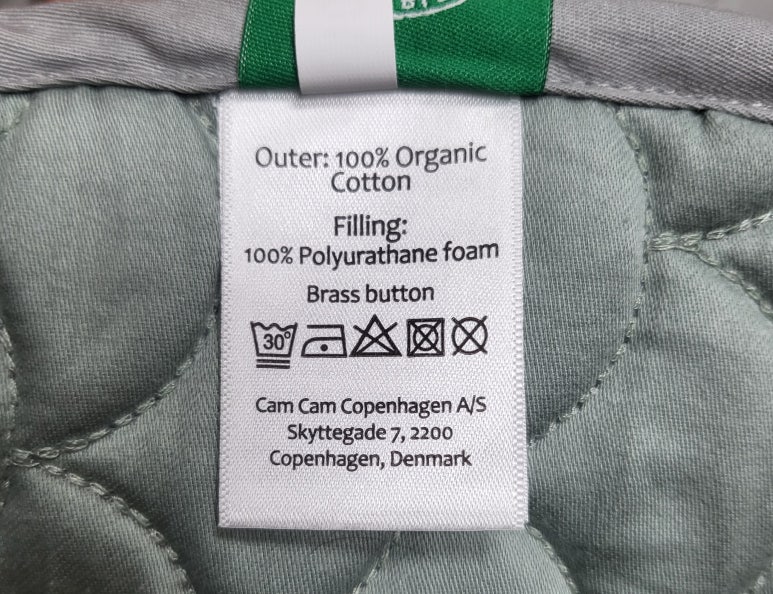 Outer: 100% Organic
Cotton
Filling:
100% Polyurathane foam
Brass button
30°
Cam Cam Copenhagen A/S
Skyttegade 7, 2200
Copenhagen, Denmark